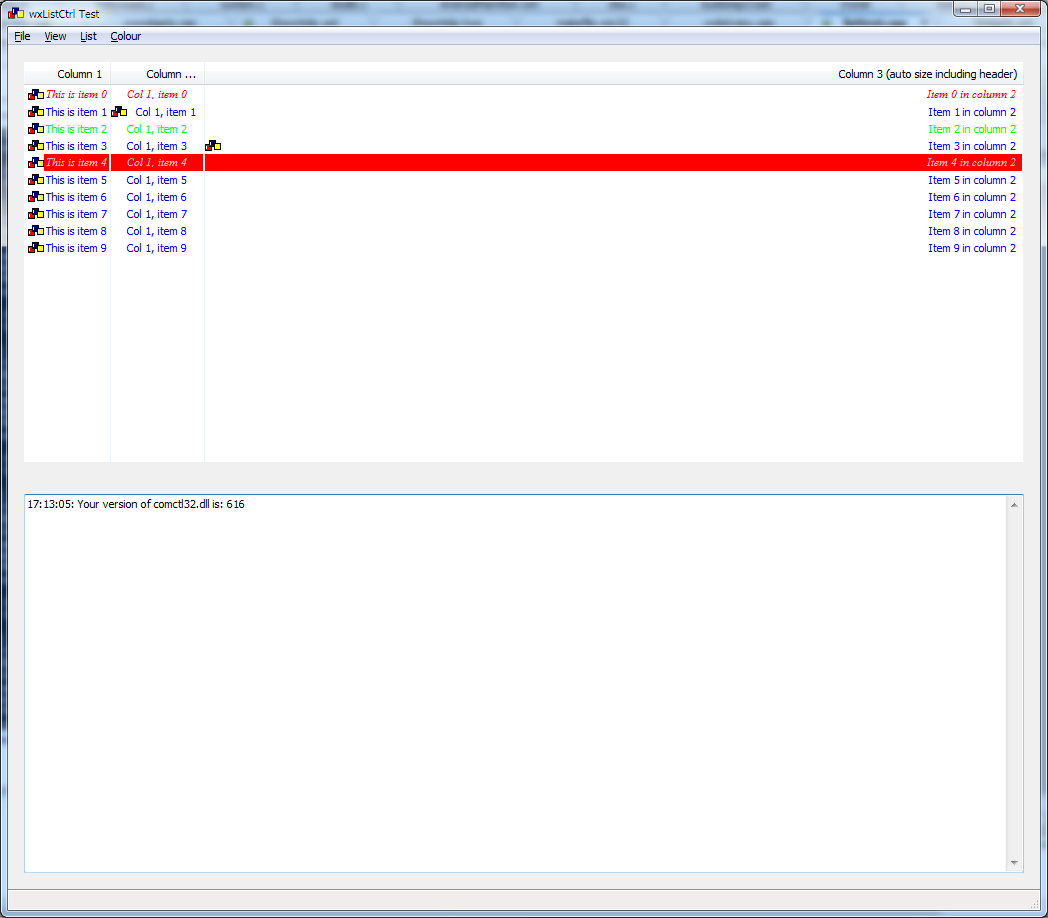 wxListCtrl Test
File View List Colour
Column 1 Column ... Column 3 (auto size including header)
This is item 0 Col 1, item 0 Item 0 in column 2
This is item 1 Col 1, item 1 Item 1 in column 2
This is item 2 Col 1, item 2 Item 2 in column 2
This is item 3 Col 1, item 3 Item 3 in column 2
This is item 4 Col 1, item 4 Item 4 in column 2
This is item 5 Col 1, item 5 Item 5 in column 2
This is item 6 Col 1, item 6 Item 6 in column 2
This is item 7 Col 1, item 7 Item 7 in column 2
This is item 8 Col 1, item 8 Item 8 in column 2
This is item 9 Col 1, item 9 Item 9 in column 2
17:13:05: Your version of comctl32.dll is: 616